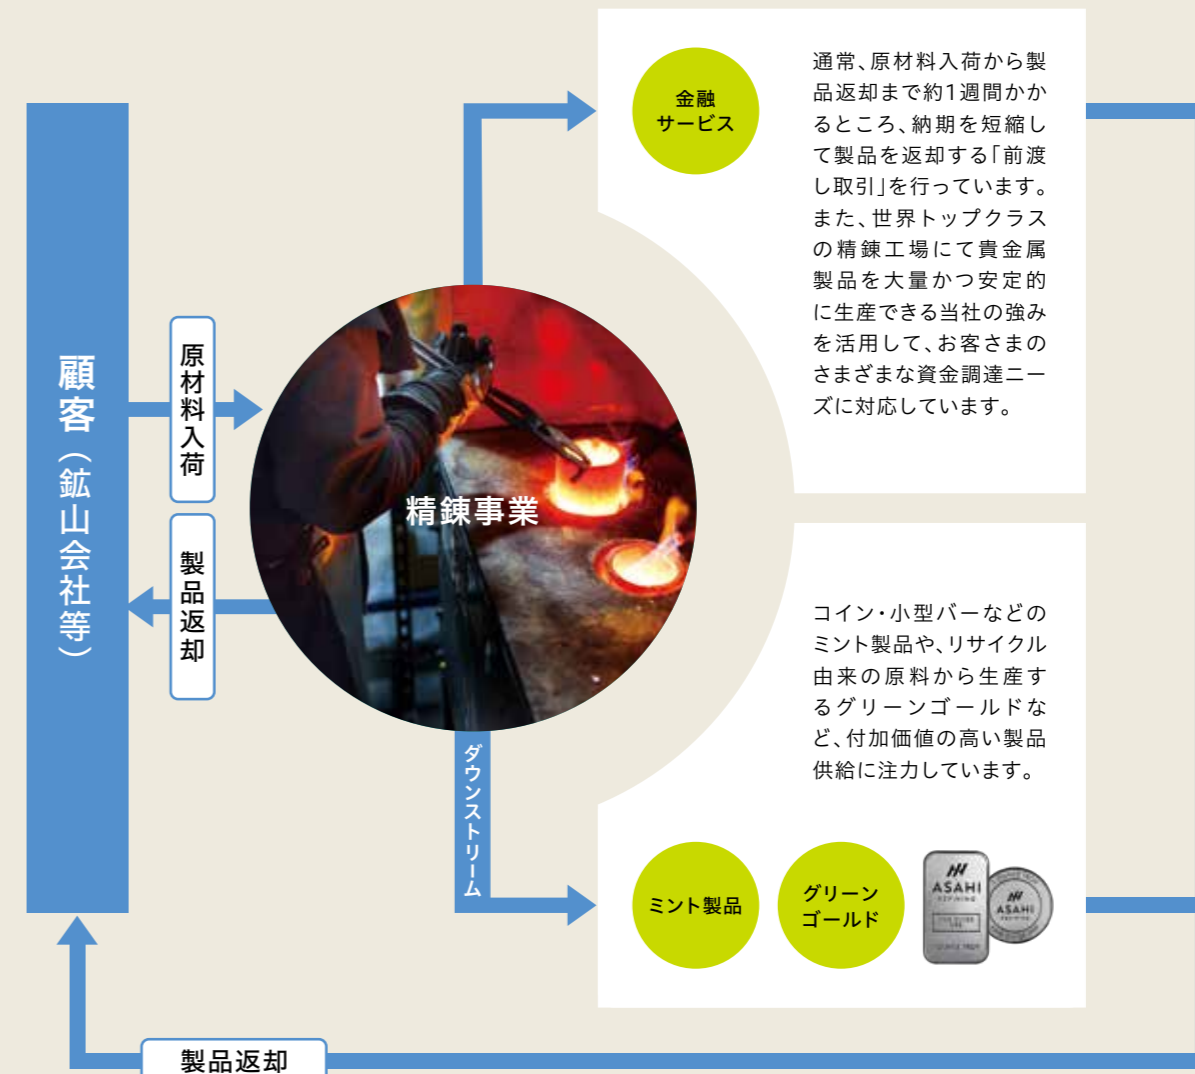 顧客（鉱山会社等）
原材料入荷
製品返却
精錬事業
ダウンストリーム
金融
サービス
通常、原材料入荷から製
品返却まで約1週間かか
るところ、納期を短縮し
て製品を返却する「前渡
し取引」を行っています。
また、世界トップクラス
の精錬工場にて貴金属
製品を大量かつ安定的
に生産できる当社の強み
を活用して、お客さまの
さまざまな資金調達ニー
ズに対応しています。
コイン・小型バーなどの
ミント製品や、リサイクル
由来の原料から生産す
るグリーンゴールドな
ど、付加価値の高い製品
供給に注力しています。
ミント製品
グリーン
ゴールド
ASAHI
REFINING
ASAHI
REFINING
製品返却